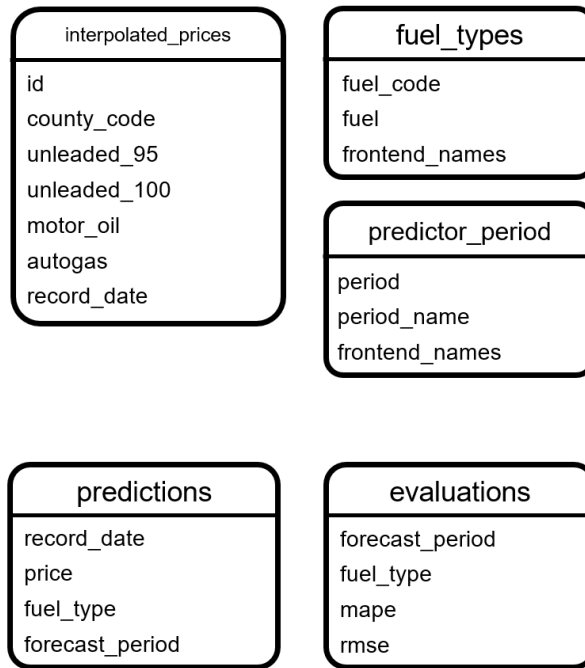 interpolated_prices
id
county_code
unleaded_95
unleaded_100
motor_oil
autogas
record_date
fuel_types
fuel_code
fuel
frontend_names
predictor_period
period
period_name
frontend_names
predictions
record_date
price
fuel_type
forecast_period
evaluations
forecast_period
fuel_type
mape
rmse